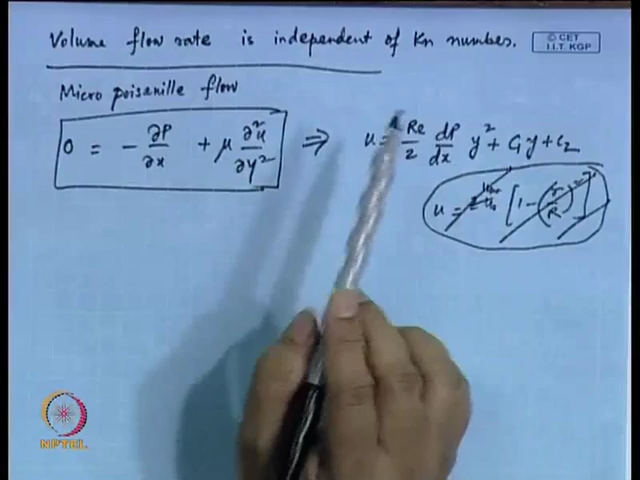 Volume flow rate is independent of Kn number.
© CET
I.I.T. KGP
Micro poisanille flow
0 = - ∂P/∂x + μ ∂²u/∂y² ⇒ u = Re/2 dP/dx y² + C₁y + C₂
u = [1 - (r/R)²]
NPTEL